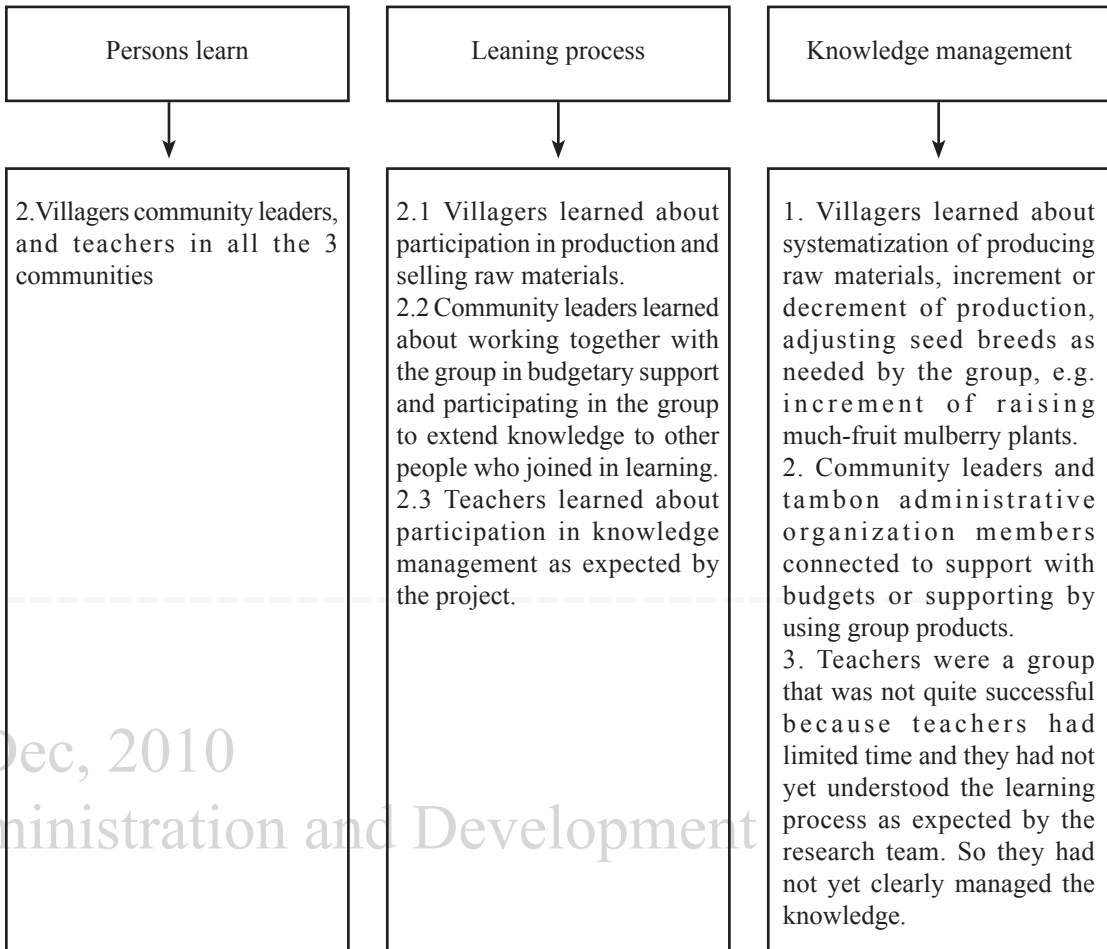 Persons learn
Leaning process
Knowledge management
2.Villagers community leaders,
and teachers in all the 3
communities
2.1 Villagers learned about
participation in production and
selling raw materials.
2.2 Community leaders learned
about working together with
the group in budgetary support
and participating in the group
to extend knowledge to other
people who joined in learning.
2.3 Teachers learned about
participation in knowledge
management as expected by
the project.
1. Villagers learned about
systematization of producing
raw materials, increment or
decrement of production,
adjusting seed breeds as
needed by the group, e.g.
increment of raising
much-fruit mulberry plants.
2. Community leaders and
tambon administrative
organization members
connected to support with
budgets or supporting by
using group products.
3. Teachers were a group
that was not quite successful
because teachers had
limited time and they had not
yet understood the learning
process as expected by the
research team. So they had
not yet clearly managed the
knowledge.
Dec, 2010
ministration and Development